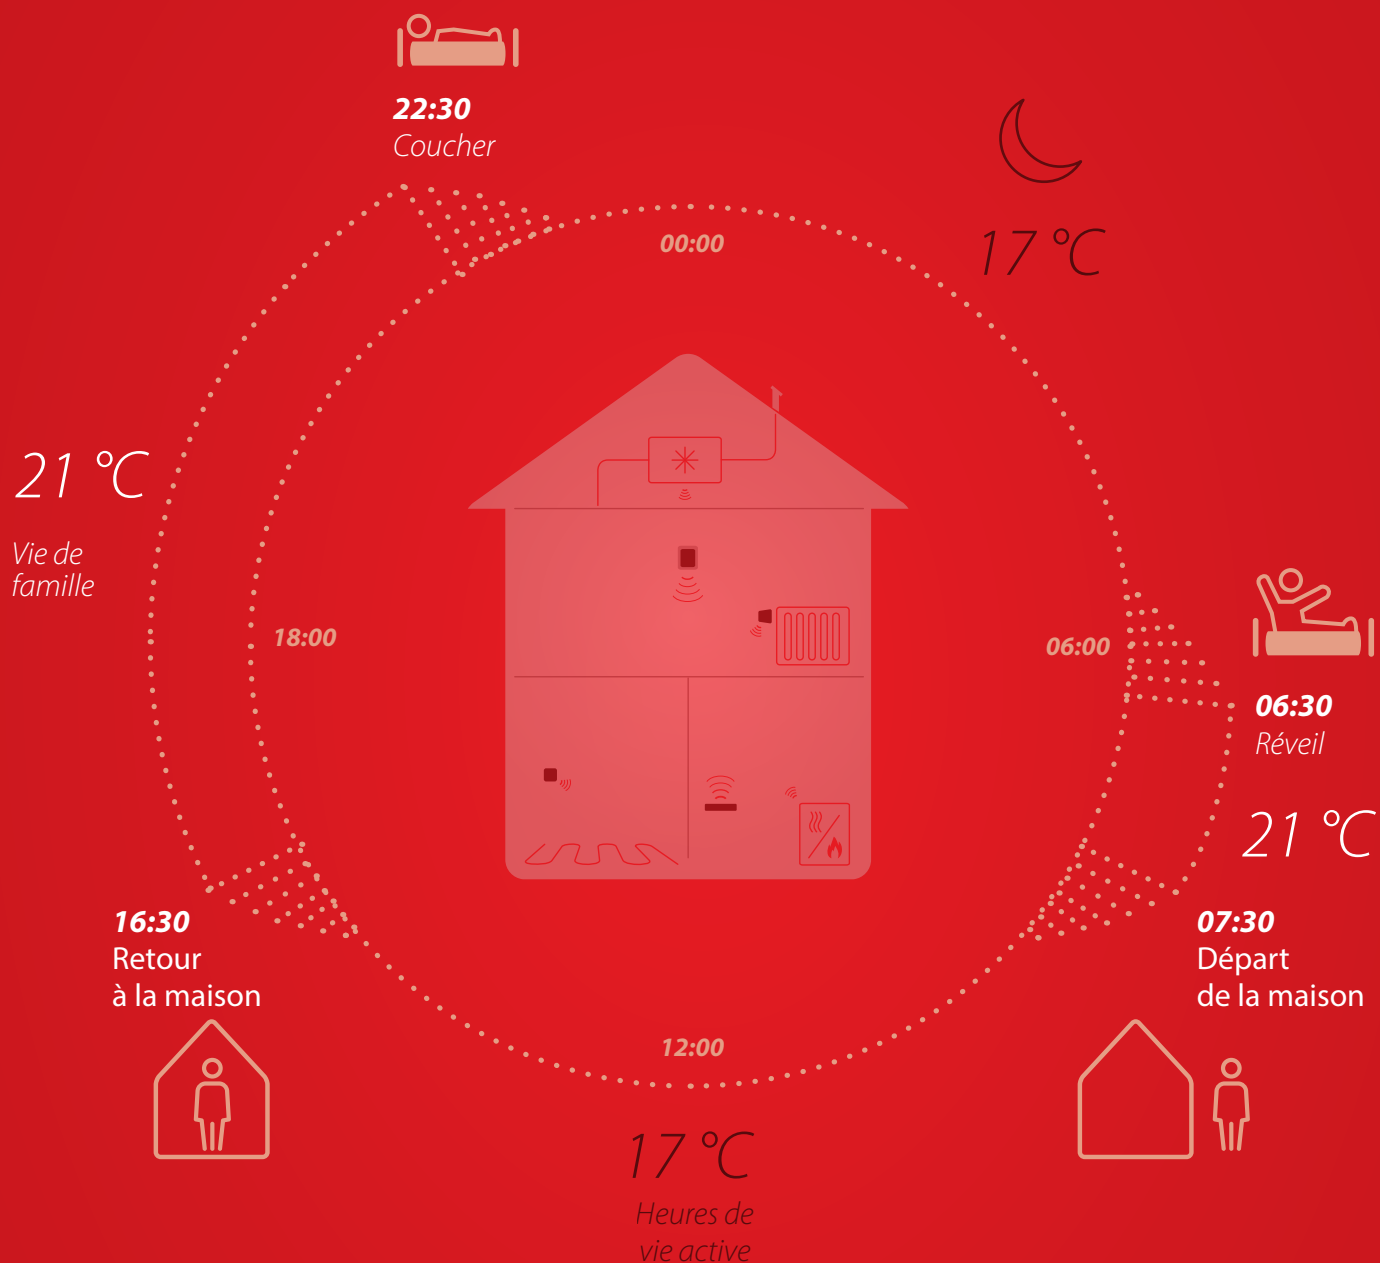 22:30
Coucher
17 °C
00:00
21 °C
Vie de
famille
18:00
06:00
06:30
Réveil
21 °C
16:30
Retour
à la maison
07:30
Départ
de la maison
12:00
17 °C
Heures de
vie active